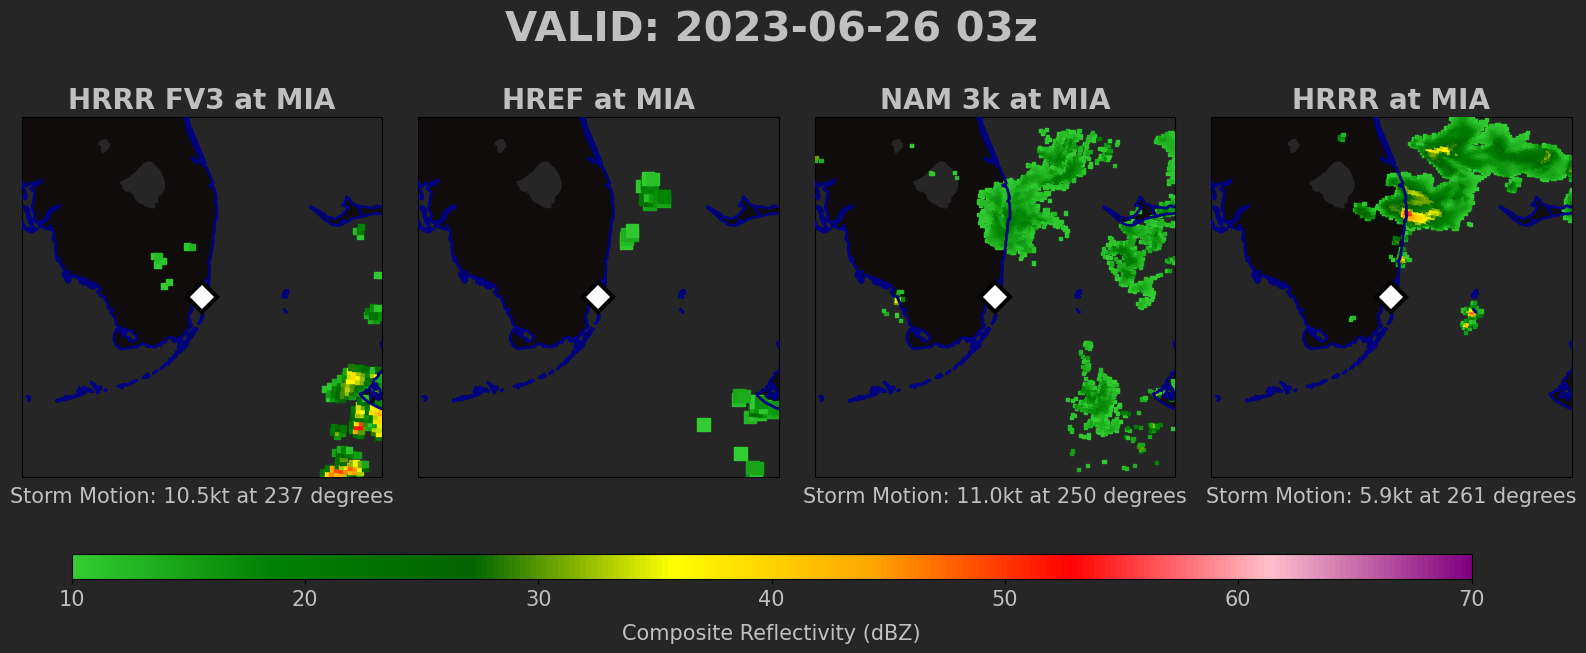 VALID: 2023-06-26 03z
HRRR FV3 at MIA
HREF at MIA
NAM 3k at MIA
HRRR at MIA
Storm Motion: 10.5kt at 237 degrees
Storm Motion: 11.0kt at 250 degrees
Storm Motion: 5.9kt at 261 degrees
10 20 30 40 50 60 70
Composite Reflectivity (dBZ)